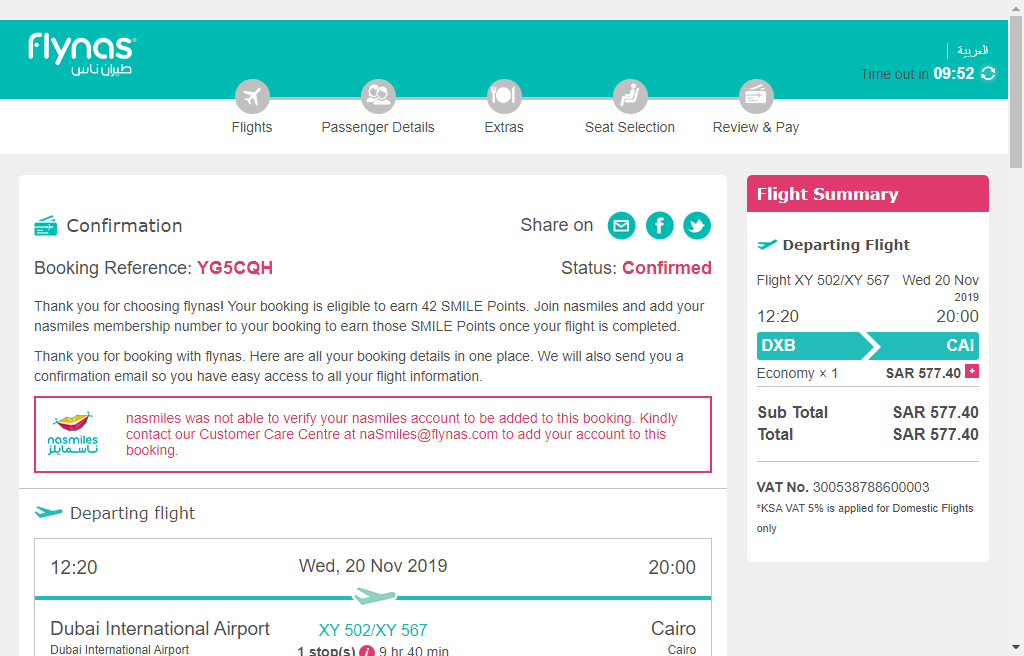 flynas
طيران ناس
العربية
Time out in 09:52
Flights
Passenger Details
Extras
Seat Selection
Review & Pay
Confirmation
Share on
Booking Reference: YG5CQH
Status: Confirmed
Thank you for choosing flynas! Your booking is eligible to earn 42 SMILE Points. Join nasmiles and add your
nasmiles membership number to your booking to earn those SMILE Points once your flight is completed.
Thank you for booking with flynas. Here are all your booking details in one place. We will also send you a
confirmation email so you have easy access to all your flight information.
nasmiles
ناسمايلز
nasmiles was not able to verify your nasmiles account to be added to this booking. Kindly
contact our Customer Care Centre at naSmiles@flynas.com to add your account to this
booking.
Departing flight
12:20
Wed, 20 Nov 2019
20:00
Dubai International Airport
XY 502/XY 567
Cairo
Dubai International Airport
1 stop(s) i 9 hr 40 min
Cairo
Flight Summary
Departing Flight
Flight XY 502/XY 567
Wed 20 Nov
2019
12:20
20:00
DXB
CAI
Economy × 1
SAR 577.40 +
Sub Total
SAR 577.40
Total
SAR 577.40
VAT No. 300538788600003
*KSA VAT 5% is applied for Domestic Flights
only